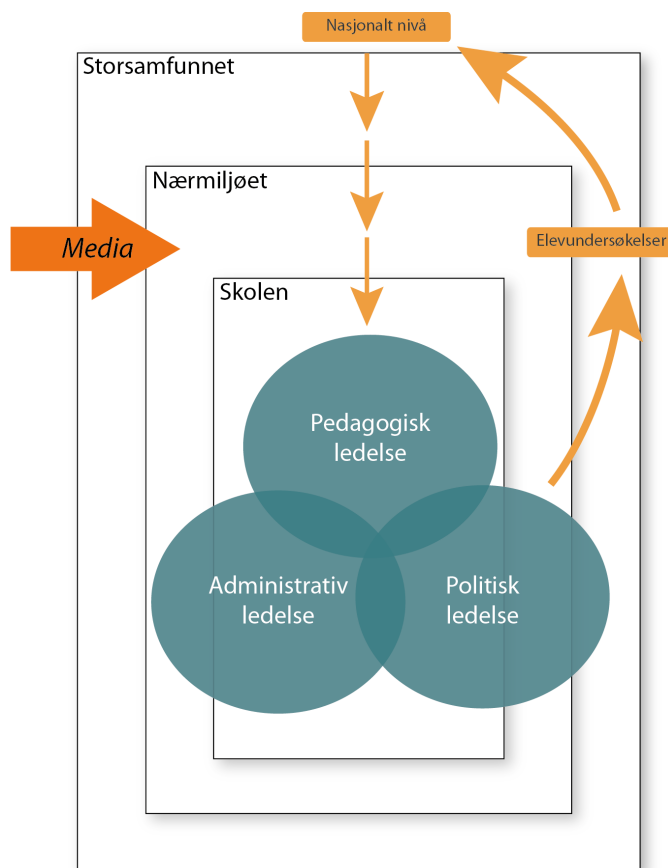 Nasjonalt nivå
Storsamfunnet
Nærmiljøet
Media
Elevundersøkelser
Skolen
Pedagogisk
ledelse
Administrativ
ledelse
Politisk
ledelse